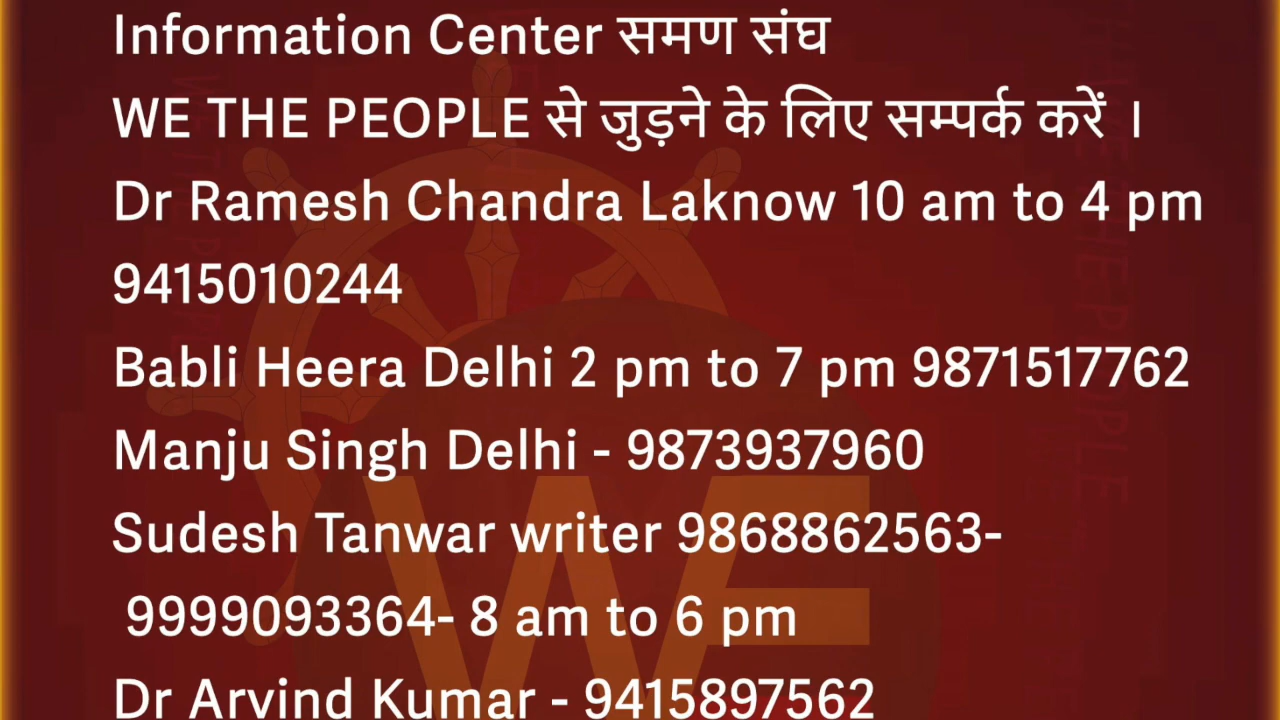 Information Center समण संघ
WE THE PEOPLE से जुड़ने के लिए सम्पर्क करें ।
Dr Ramesh Chandra Laknow 10 am to 4 pm
9415010244
Babli Heera Delhi 2 pm to 7 pm 9871517762
Manju Singh Delhi - 9873937960
Sudesh Tanwar writer 9868862563-
9999093364- 8 am to 6 pm
Dr Arvind Kumar - 9415897562
WE